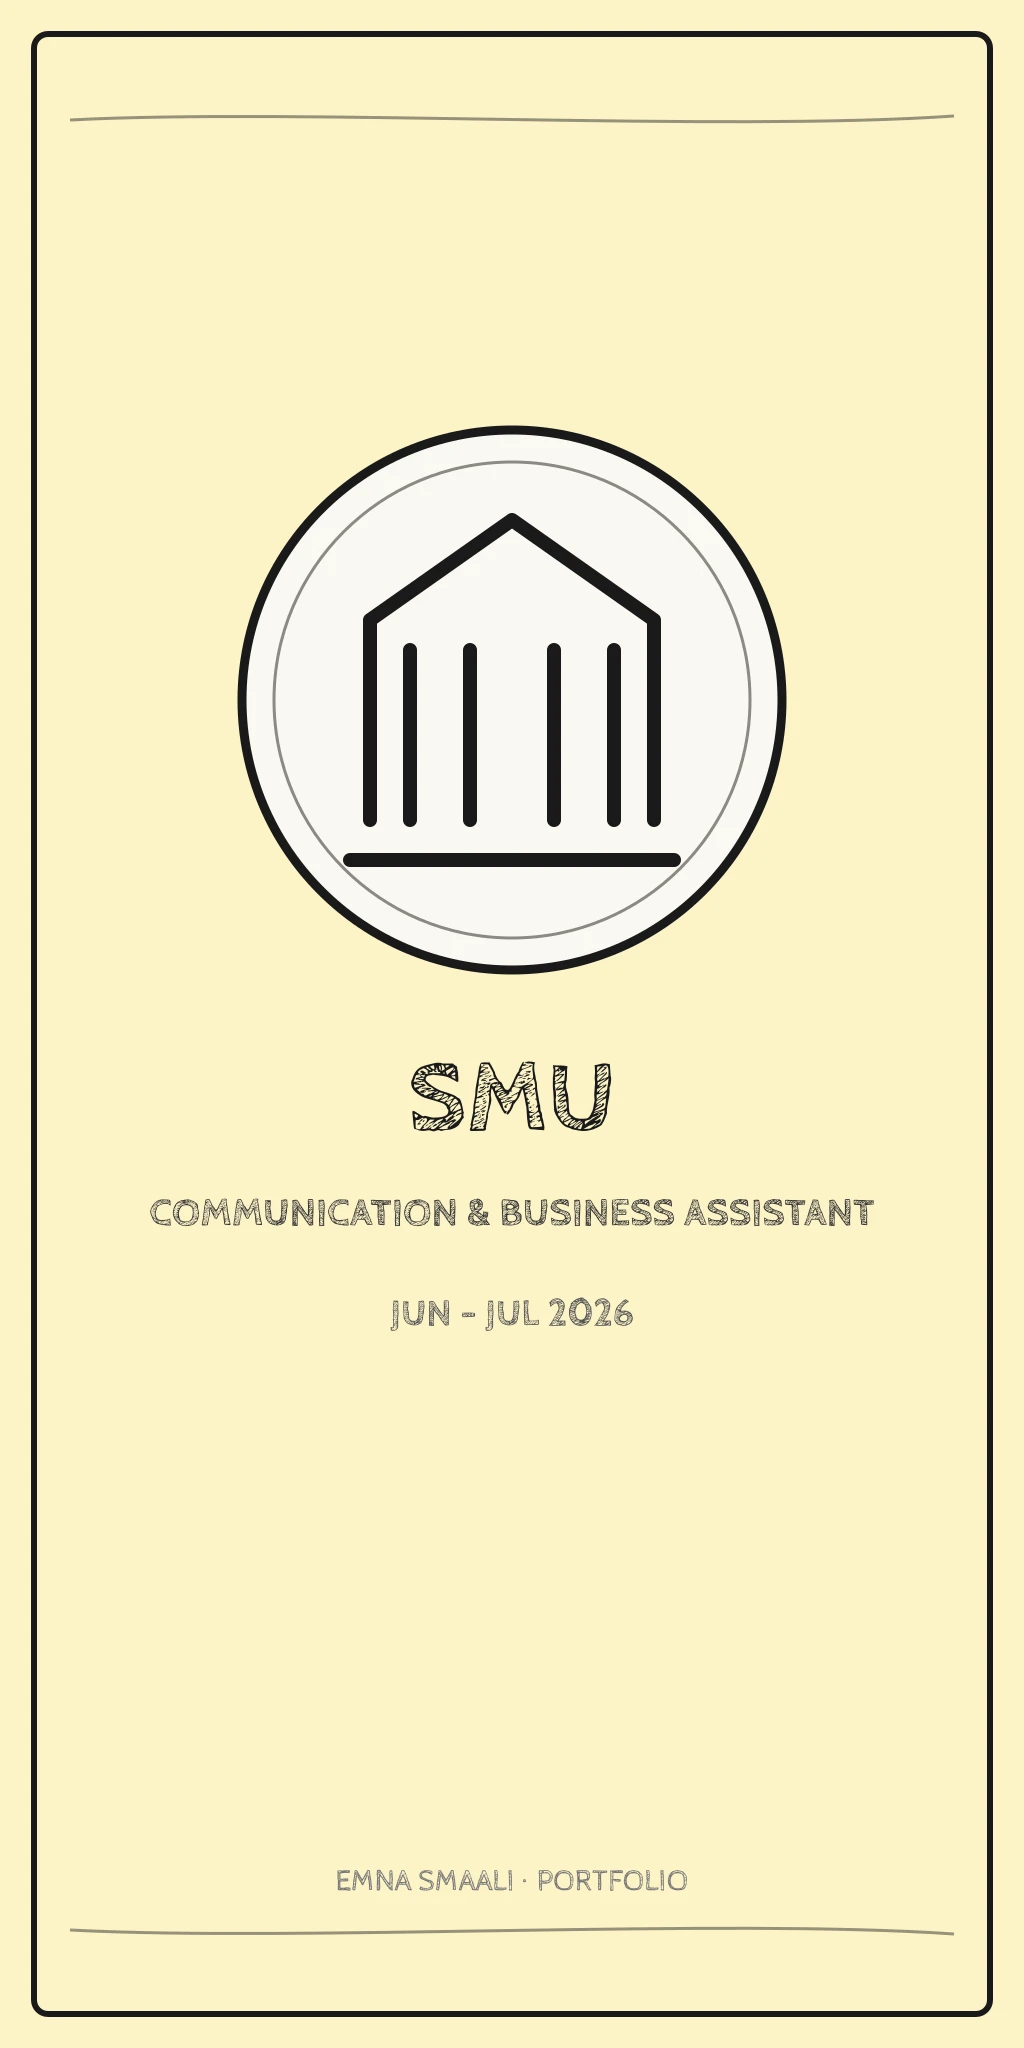 SMU
COMMUNICATION & BUSINESS ASSISTANT
JUN – JUL 2026
EMNA SMAALI · PORTFOLIO